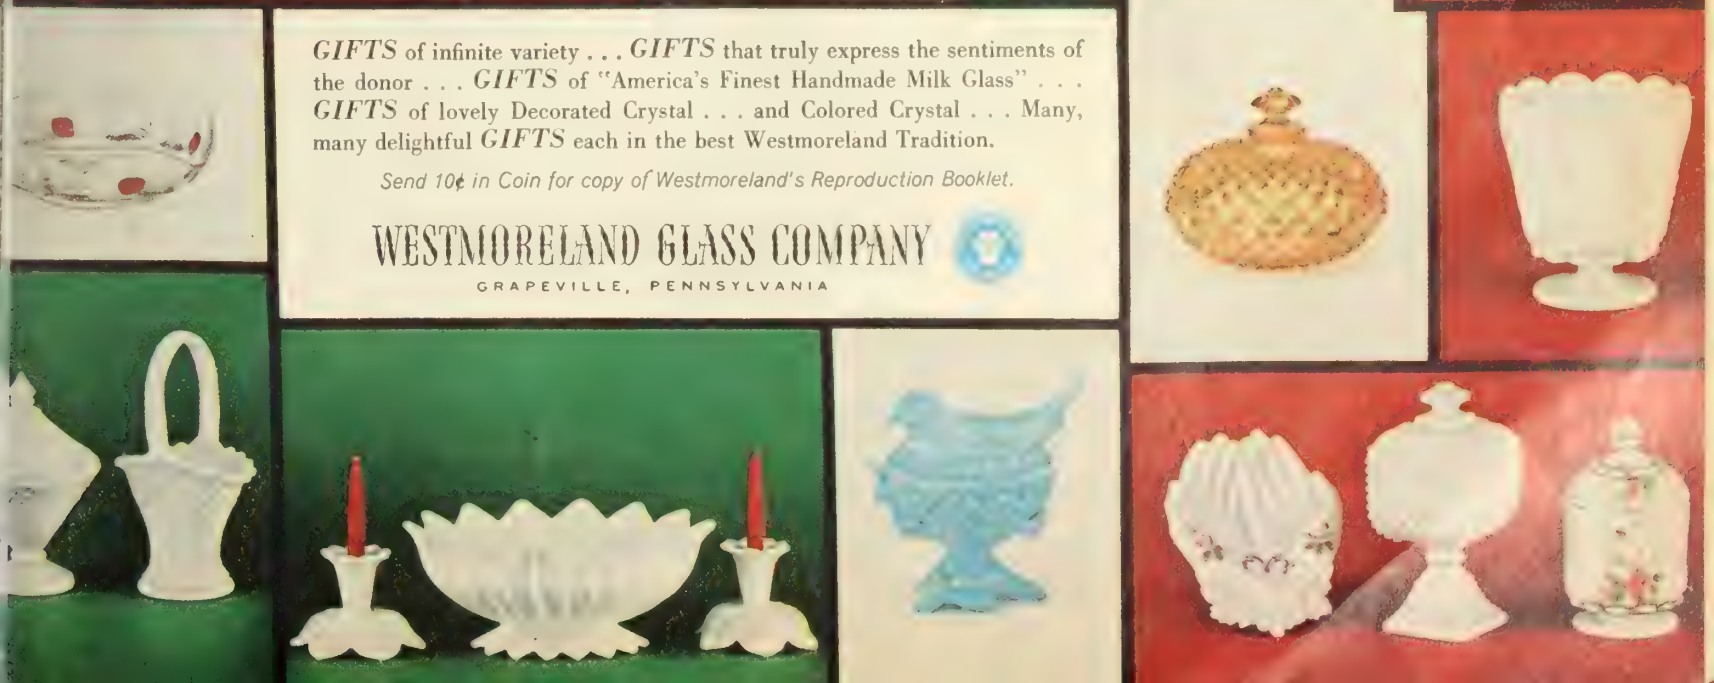 GIFTS of infinite variety . . . GIFTS that truly express the sentiments of
the donor . . . GIFTS of "America's Finest Handmade Milk Glass" . . .
GIFTS of lovely Decorated Crystal . . . and Colored Crystal . . . Many,
many delightful GIFTS each in the best Westmoreland Tradition.
Send 10¢ in Coin for copy of Westmoreland's Reproduction Booklet.
WESTMORELAND GLASS COMPANY
GRAPEVILLE, PENNSYLVANIA